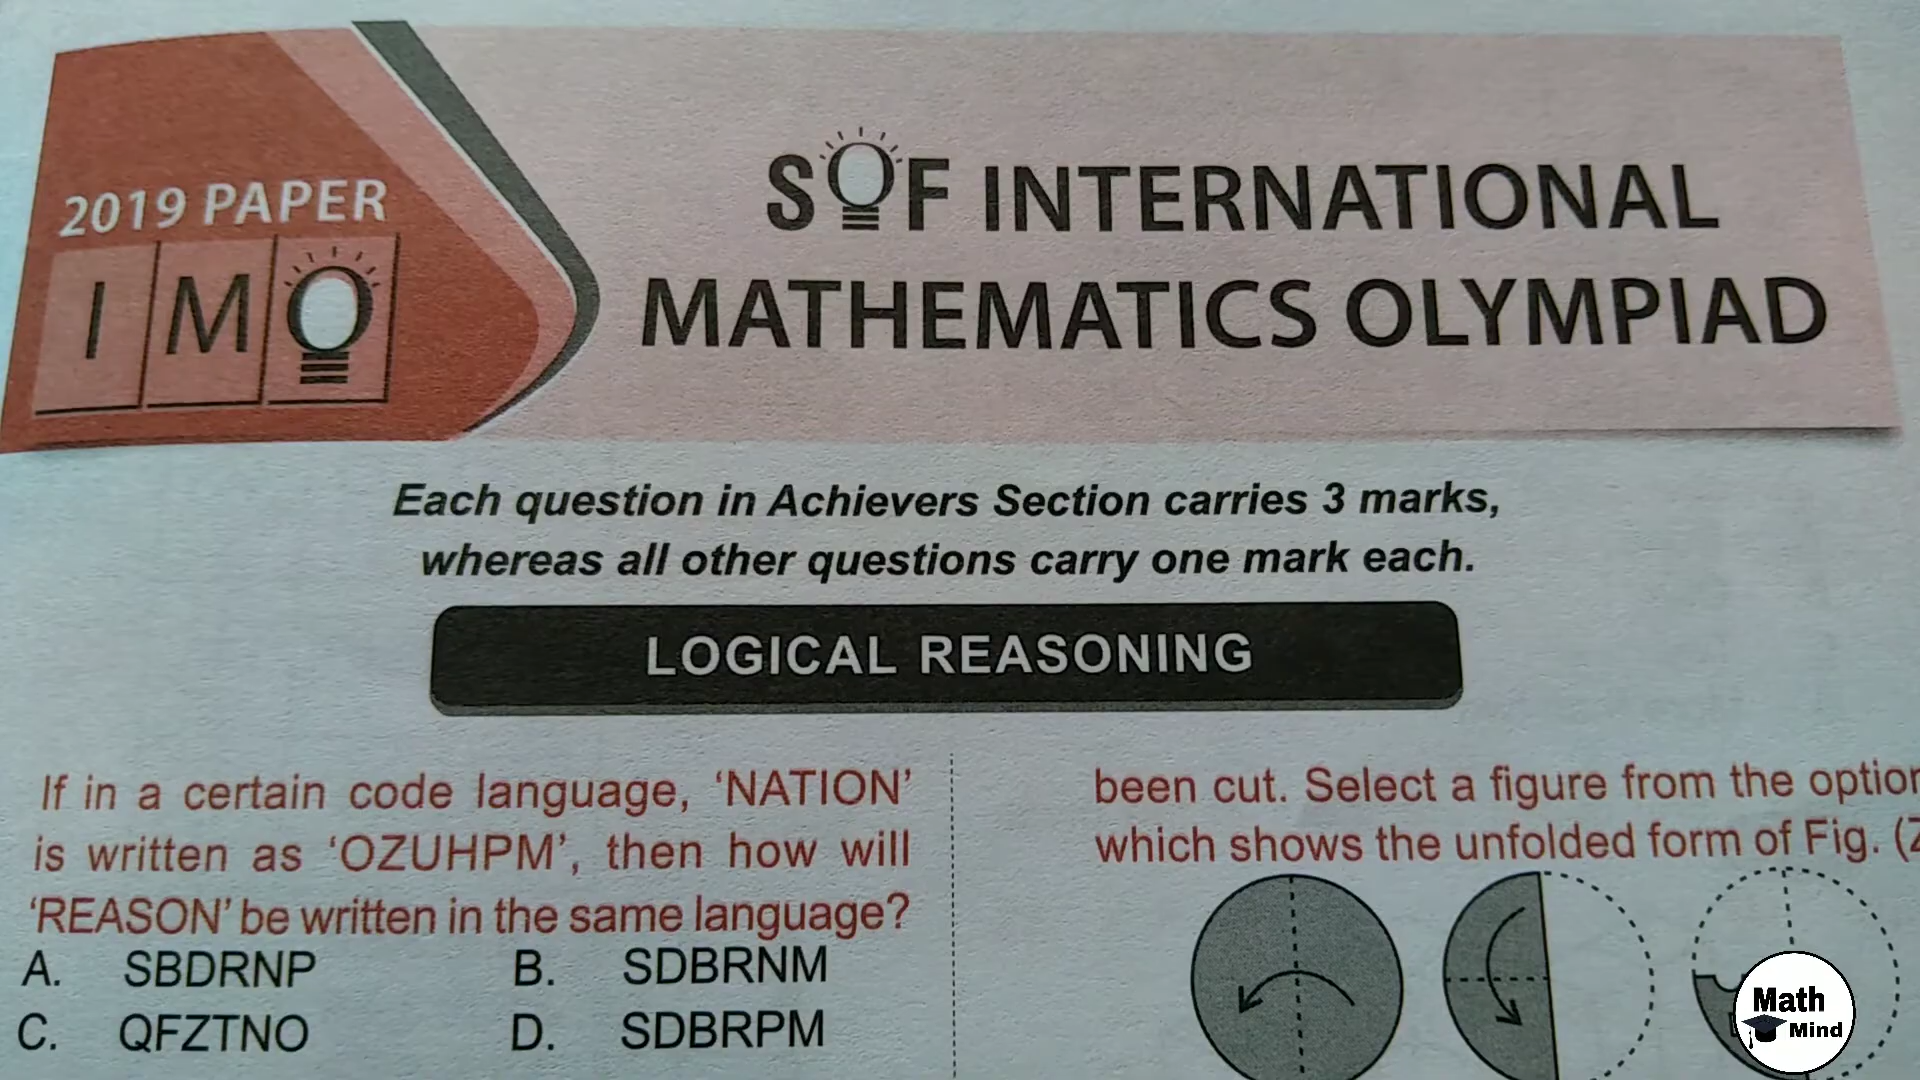 2019 PAPER
IMO
SOF INTERNATIONAL
MATHEMATICS OLYMPIAD
Each question in Achievers Section carries 3 marks,
whereas all other questions carry one mark each.
LOGICAL REASONING
If in a certain code language, ‘NATION’
is written as ‘OZUHPM’, then how will
‘REASON’ be written in the same language?
A. SBDRNP B. SDBRNM
C. QFZTNO D. SDBRPM
been cut. Select a figure from the option
which shows the unfolded form of Fig. (Z
Math
Mind